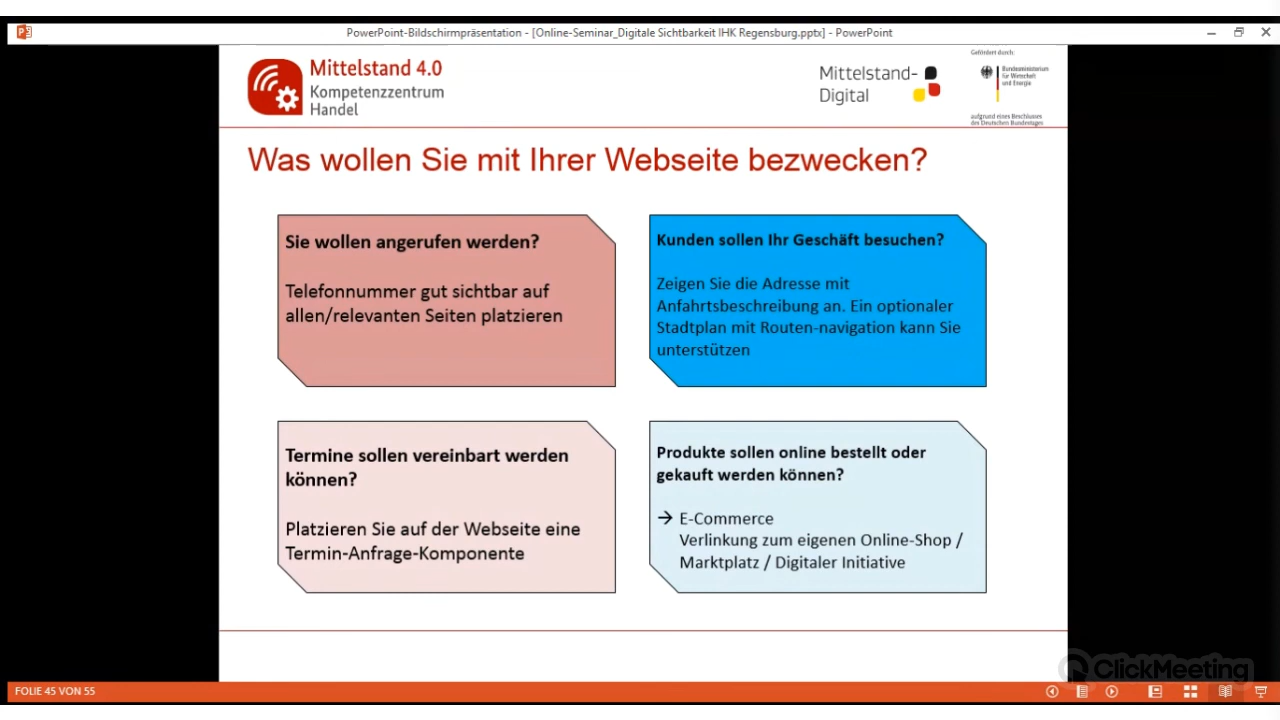 PowerPoint-Bildschirmpräsentation - [Online-Seminar_Digitale Sichtbarkeit IHK Regensburg.pptx] - PowerPoint
Mittelstand 4.0
Kompetenzzentrum
Handel
Mittelstand-
Digital
Gefördert durch:
Bundesministerium
für Wirtschaft
und Energie
aufgrund eines Beschlusses
des Deutschen Bundestages
Was wollen Sie mit Ihrer Webseite bezwecken?
Sie wollen angerufen werden?
Telefonnummer gut sichtbar auf
allen/relevanten Seiten platzieren
Kunden sollen Ihr Geschäft besuchen?
Zeigen Sie die Adresse mit
Anfahrtsbeschreibung an. Ein optionaler
Stadtplan mit Routen-navigation kann Sie
unterstützen
Termine sollen vereinbart werden
können?
Platzieren Sie auf der Webseite eine
Termin-Anfrage-Komponente
Produkte sollen online bestellt oder
gekauft werden können?
→ E-Commerce
Verlinkung zum eigenen Online-Shop /
Marktplatz / Digitaler Initiative
ClickMeeting
FOLIE 45 VON 55